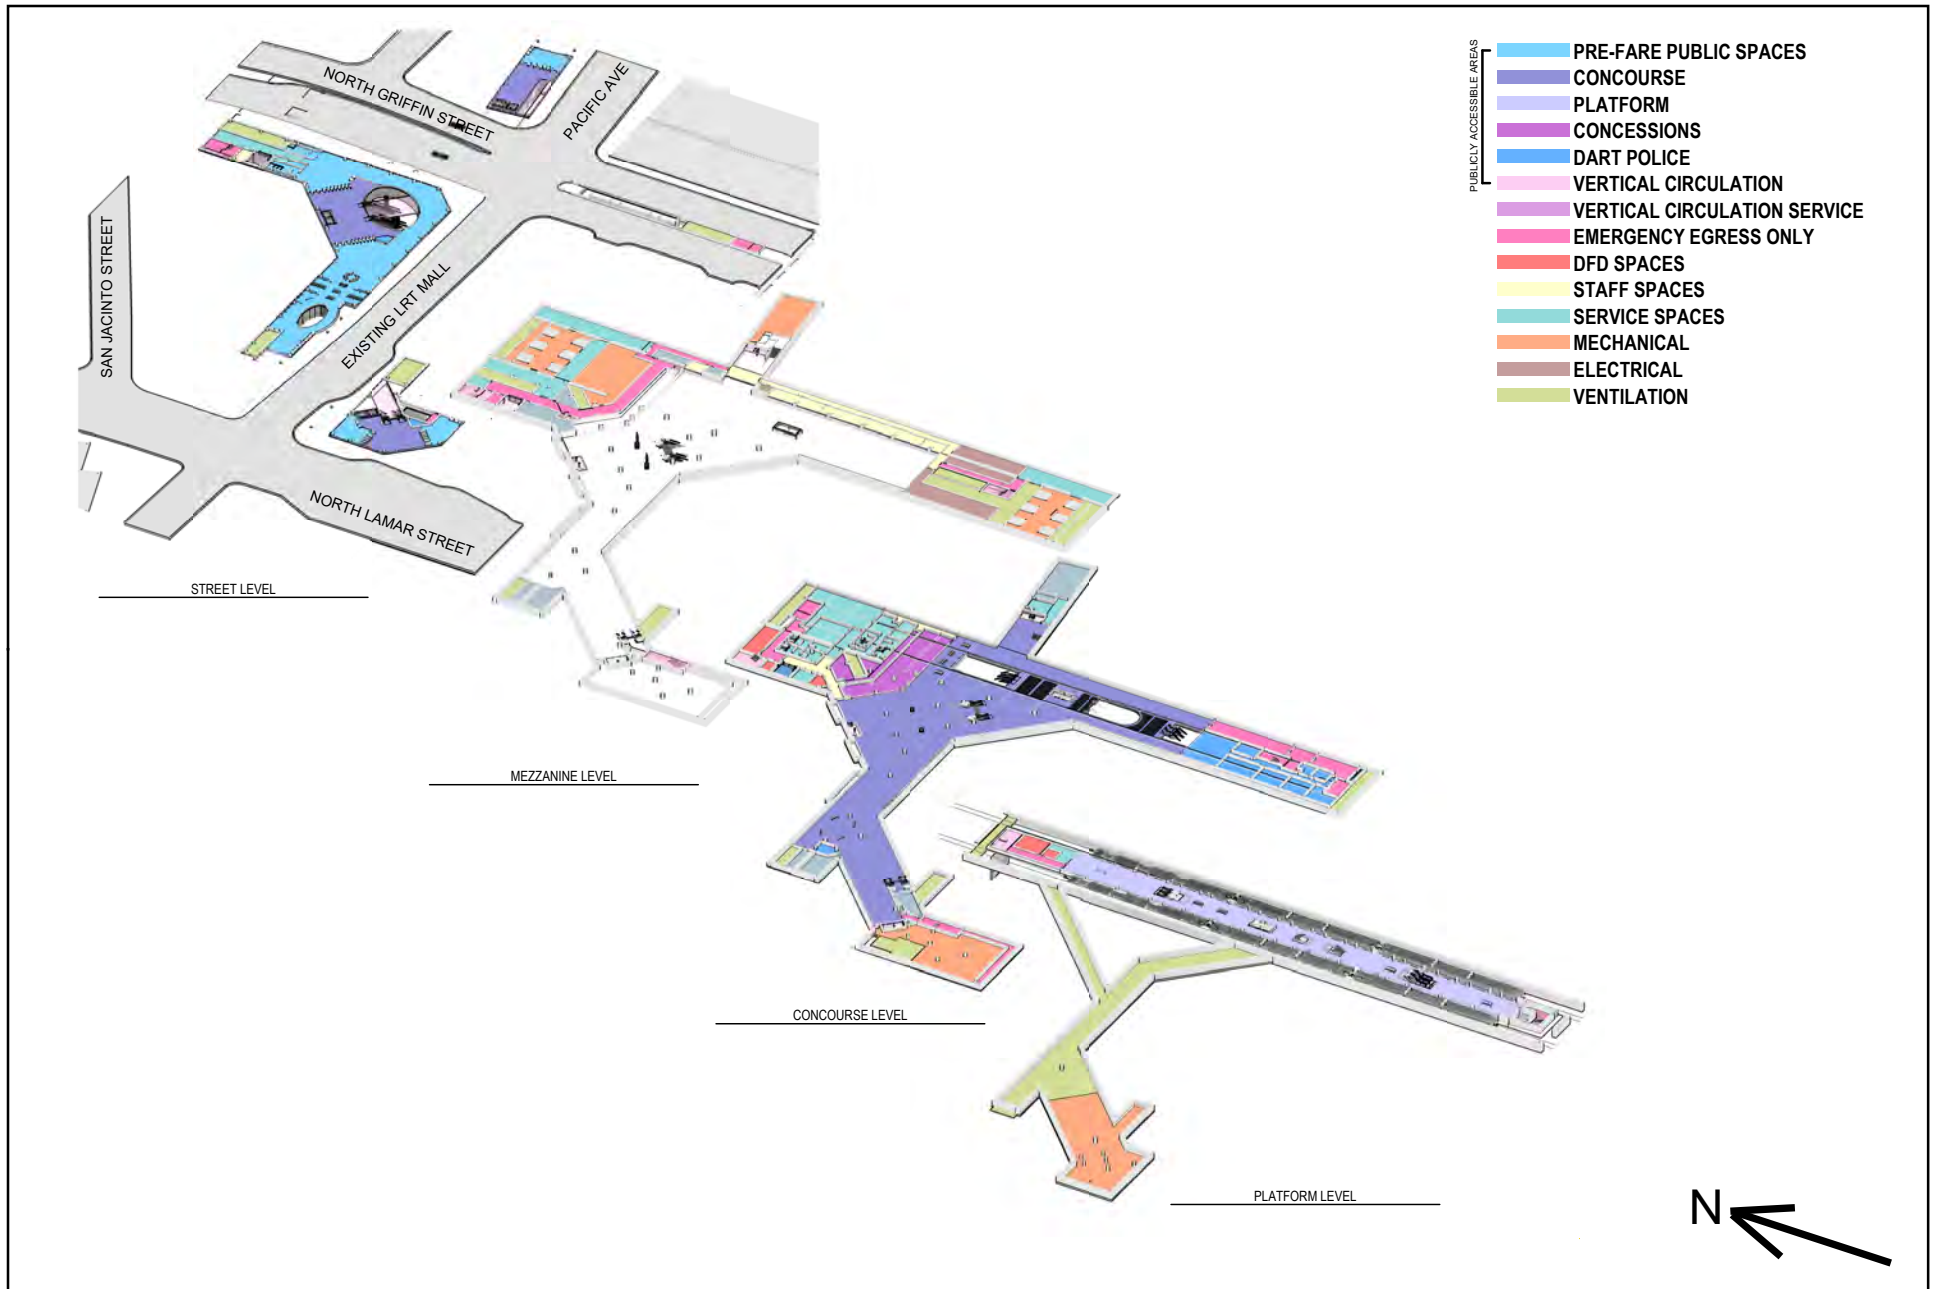 NORTH GRIFFIN STREET
PACIFIC AVE
SAN JACINTO STREET
EXISTING LRT MALL
NORTH LAMAR STREET
STREET LEVEL
MEZZANINE LEVEL
CONCOURSE LEVEL
PLATFORM LEVEL
PUBLICLY ACCESSIBLE AREAS
PRE-FARE PUBLIC SPACES
CONCOURSE
PLATFORM
CONCESSIONS
DART POLICE
VERTICAL CIRCULATION
VERTICAL CIRCULATION SERVICE
EMERGENCY EGRESS ONLY
DFD SPACES
STAFF SPACES
SERVICE SPACES
MECHANICAL
ELECTRICAL
VENTILATION
N